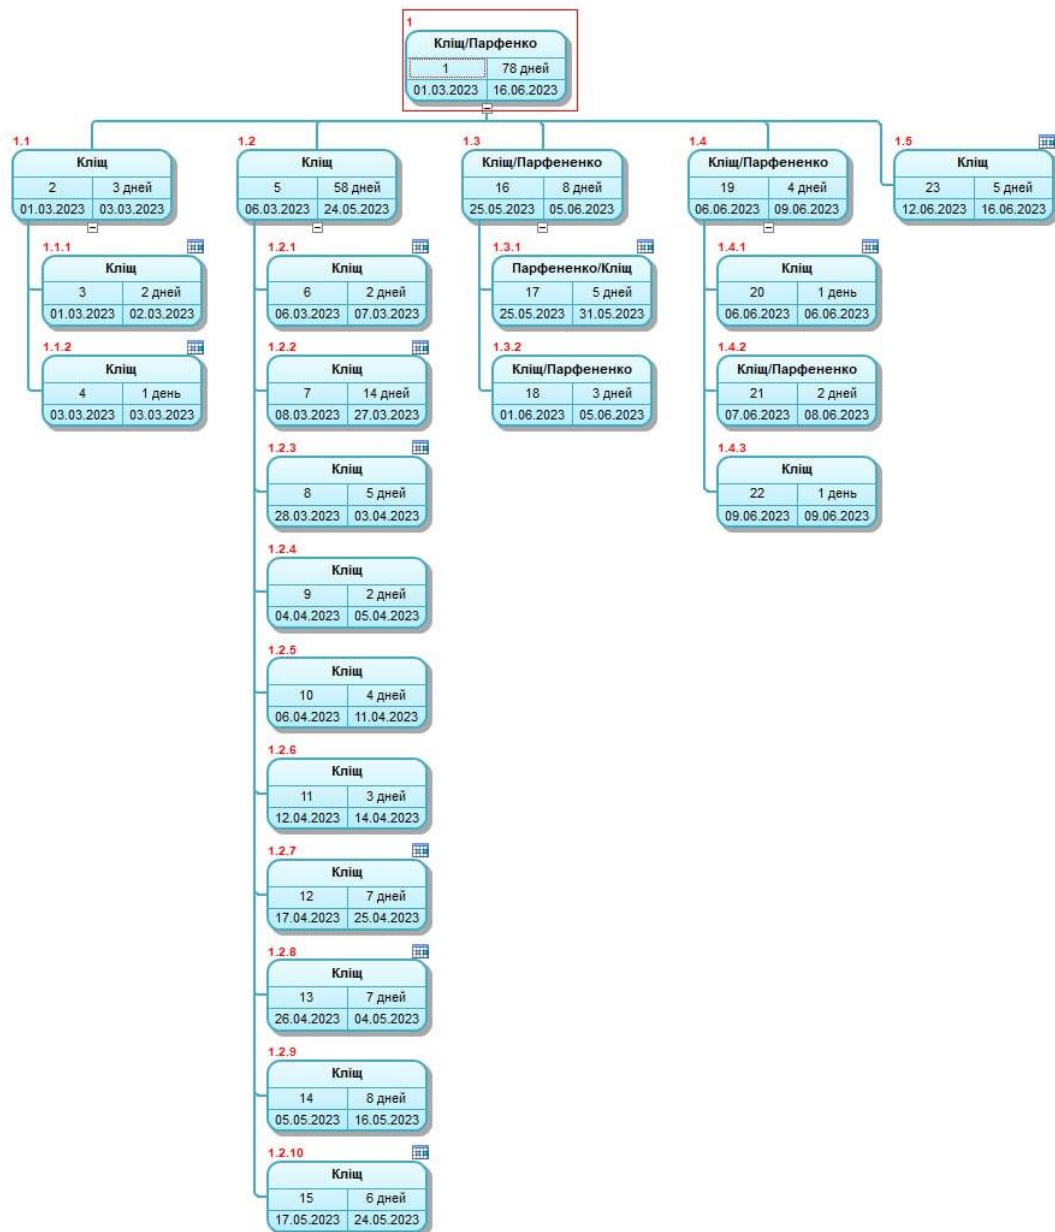 1
Кліщ/Парфенко
1 78 дней
01.03.2023 16.06.2023
1.1
Кліщ
2 3 дней
01.03.2023 03.03.2023
1.1.1
Кліщ
3 2 дней
01.03.2023 02.03.2023
1.1.2
Кліщ
4 1 день
03.03.2023 03.03.2023
1.2
Кліщ
5 58 дней
06.03.2023 24.05.2023
1.2.1
Кліщ
6 2 дней
06.03.2023 07.03.2023
1.2.2
Кліщ
7 14 дней
08.03.2023 27.03.2023
1.2.3
Кліщ
8 5 дней
28.03.2023 03.04.2023
1.2.4
Кліщ
9 2 дней
04.04.2023 05.04.2023
1.2.5
Кліщ
10 4 дней
06.04.2023 11.04.2023
1.2.6
Кліщ
11 3 дней
12.04.2023 14.04.2023
1.2.7
Кліщ
12 7 дней
17.04.2023 25.04.2023
1.2.8
Кліщ
13 7 дней
26.04.2023 04.05.2023
1.2.9
Кліщ
14 8 дней
05.05.2023 16.05.2023
1.2.10
Кліщ
15 6 дней
17.05.2023 24.05.2023
1.3
Кліщ/Парфененко
16 8 дней
25.05.2023 05.06.2023
1.3.1
Парфененко/Кліщ
17 5 дней
25.05.2023 31.05.2023
1.3.2
Кліщ/Парфененко
18 3 дней
01.06.2023 05.06.2023
1.4
Кліщ/Парфененко
19 4 дней
06.06.2023 09.06.2023
1.4.1
Кліщ
20 1 день
06.06.2023 06.06.2023
1.4.2
Кліщ/Парфененко
21 2 дней
07.06.2023 08.06.2023
1.4.3
Кліщ
22 1 день
09.06.2023 09.06.2023
1.5
Кліщ
23 5 дней
12.06.2023 16.06.2023